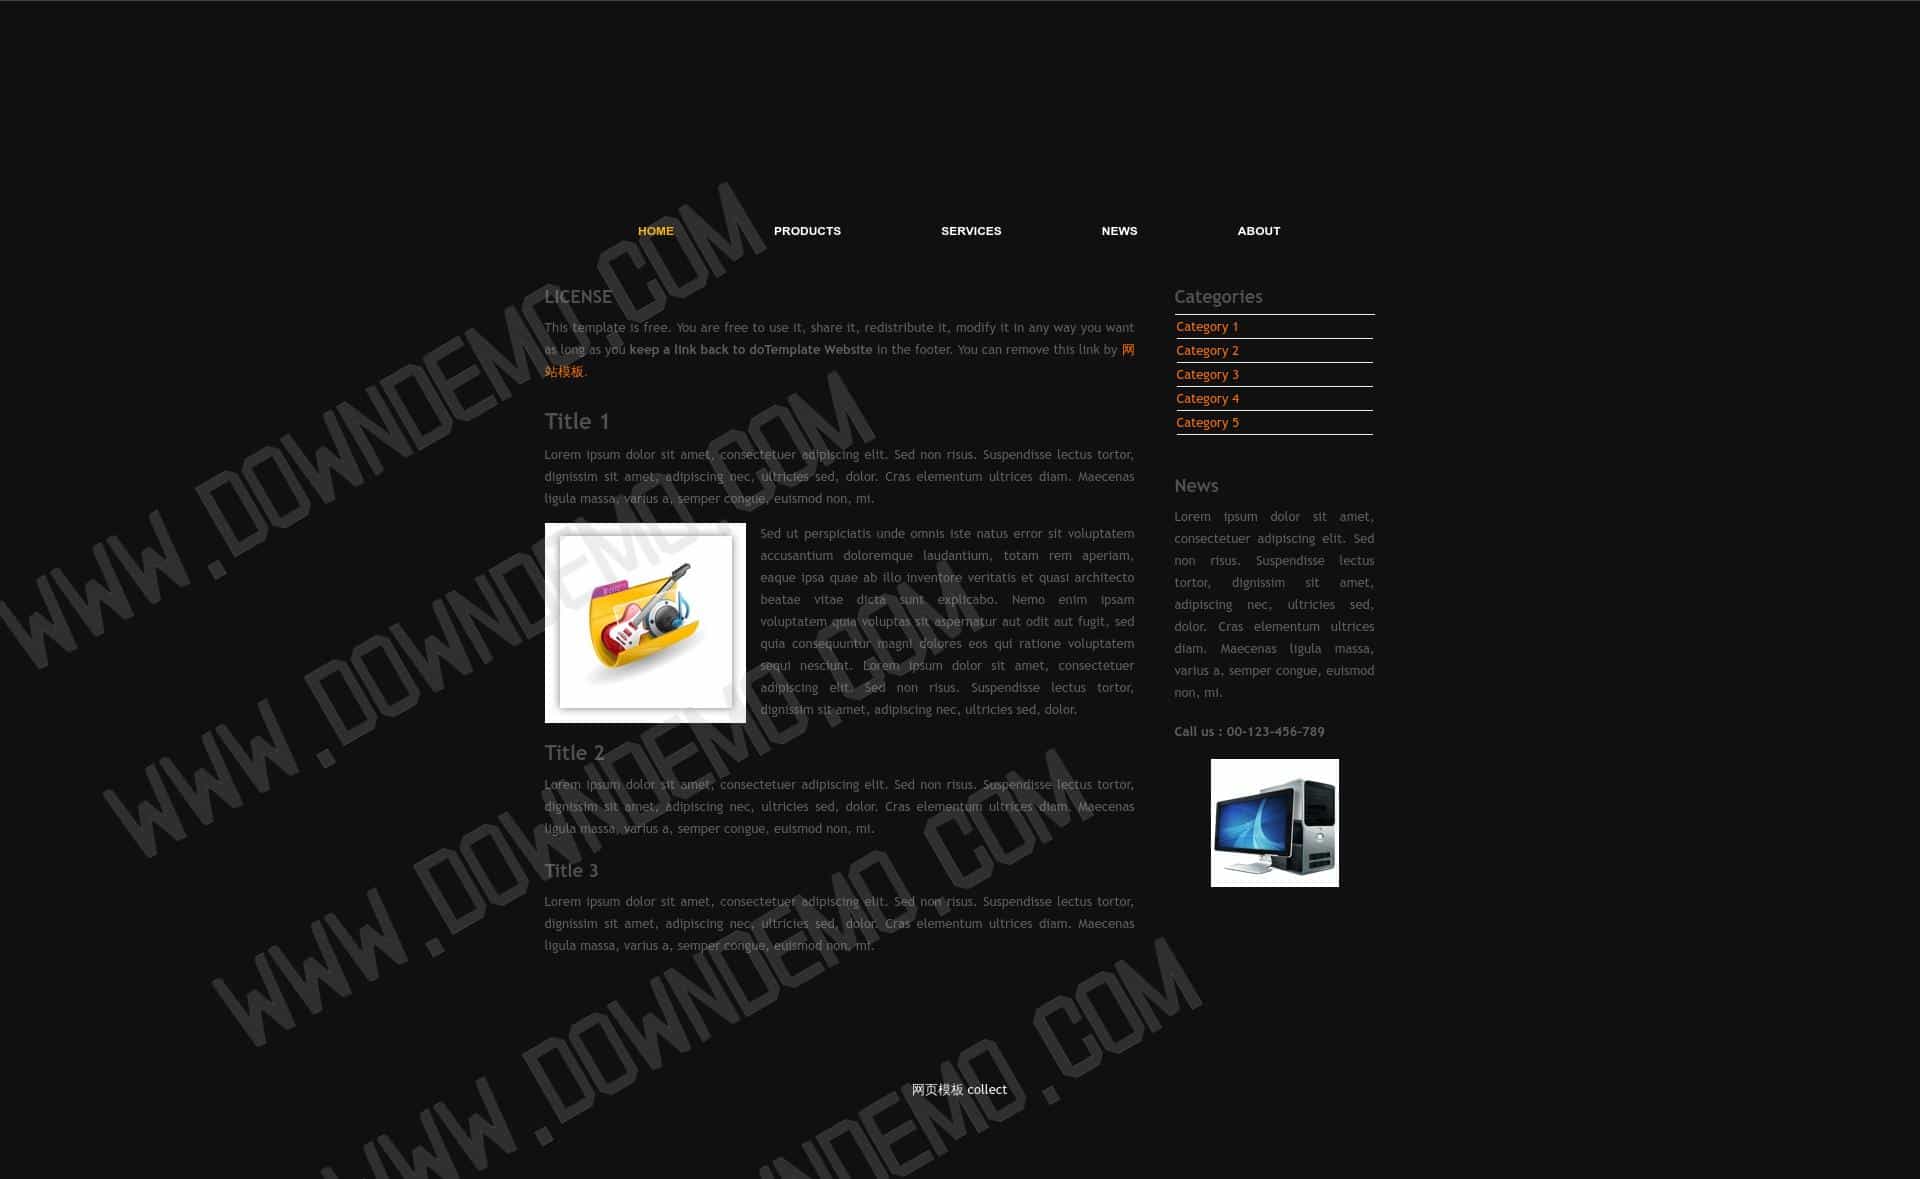 HOME PRODUCTS SERVICES NEWS ABOUT
LICENSE
This template is free. You are free to use it, share it, redistribute it, modify it in any way you want
as long as you keep a link back to doTemplate Website in the footer. You can remove this link by 网
站模板.
Title 1
Lorem ipsum dolor sit amet, consectetuer adipiscing elit. Sed non risus. Suspendisse lectus tortor,
dignissim sit amet, adipiscing nec, ultricies sed, dolor. Cras elementum ultrices diam. Maecenas
ligula massa, varius a, semper congue, euismod non, mi.
Sed ut perspiciatis unde omnis iste natus error sit voluptatem
accusantium doloremque laudantium, totam rem aperiam,
eaque ipsa quae ab illo inventore veritatis et quasi architecto
beatae vitae dicta sunt explicabo. Nemo enim ipsam
voluptatem quia voluptas sit aspernatur aut odit aut fugit, sed
quia consequuntur magni dolores eos qui ratione voluptatem
sequi nesciunt. Lorem ipsum dolor sit amet, consectetuer
adipiscing elit. Sed non risus. Suspendisse lectus tortor,
dignissim sit amet, adipiscing nec, ultricies sed, dolor.
Title 2
Lorem ipsum dolor sit amet, consectetuer adipiscing elit. Sed non risus. Suspendisse lectus tortor,
dignissim sit amet, adipiscing nec, ultricies sed, dolor. Cras elementum ultrices diam. Maecenas
ligula massa, varius a, semper congue, euismod non, mi.
Title 3
Lorem ipsum dolor sit amet, consectetuer adipiscing elit. Sed non risus. Suspendisse lectus tortor,
dignissim sit amet, adipiscing nec, ultricies sed, dolor. Cras elementum ultrices diam. Maecenas
ligula massa, varius a, semper congue, euismod non, mi.
Categories
Category 1
Category 2
Category 3
Category 4
Category 5
News
Lorem ipsum dolor sit amet,
consectetuer adipiscing elit. Sed
non risus. Suspendisse lectus
tortor, dignissim sit amet,
adipiscing nec, ultricies sed,
dolor. Cras elementum ultrices
diam. Maecenas ligula massa,
varius a, semper congue, euismod
non, mi.
Call us : 00-123-456-789
网页模板 collect
WWW.DOWNDEMO.COM
WWW.DOWNDEMO.COM
WWW.DOWNDEMO.COM
WWW.DOWNDEMO.COM
NDEMO.COM